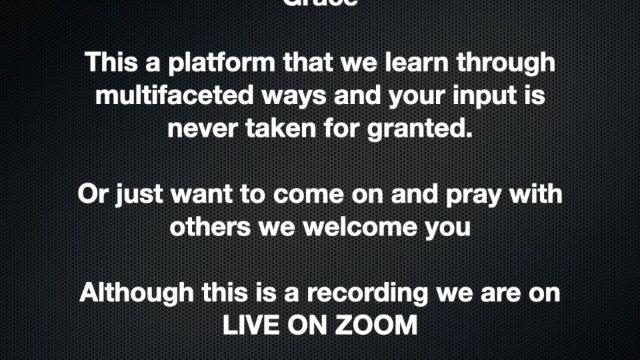 Grace
This a platform that we learn through
multifaceted ways and your input is
never taken for granted.
Or just want to come on and pray with
others we welcome you
Although this is a recording we are on
LIVE ON ZOOM